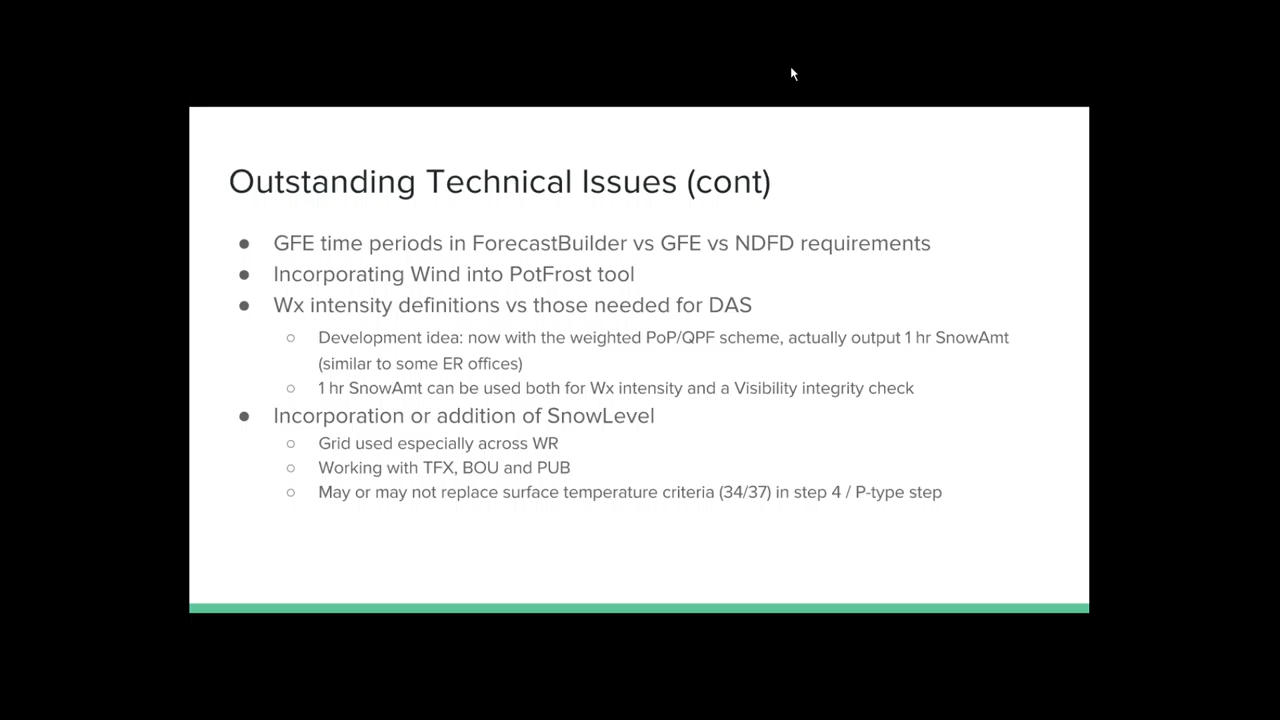 Outstanding Technical Issues (cont)
● GFE time periods in ForecastBuilder vs GFE vs NDFD requirements
● Incorporating Wind into PotFrost tool
● Wx intensity definitions vs those needed for DAS
○ Development idea: now with the weighted PoP/QPF scheme, actually output 1 hr SnowAmt
(similar to some ER offices)
○ 1 hr SnowAmt can be used both for Wx intensity and a Visibility integrity check
● Incorporation or addition of SnowLevel
○ Grid used especially across WR
○ Working with TFX, BOU and PUB
○ May or may not replace surface temperature criteria (34/37) in step 4 / P-type step